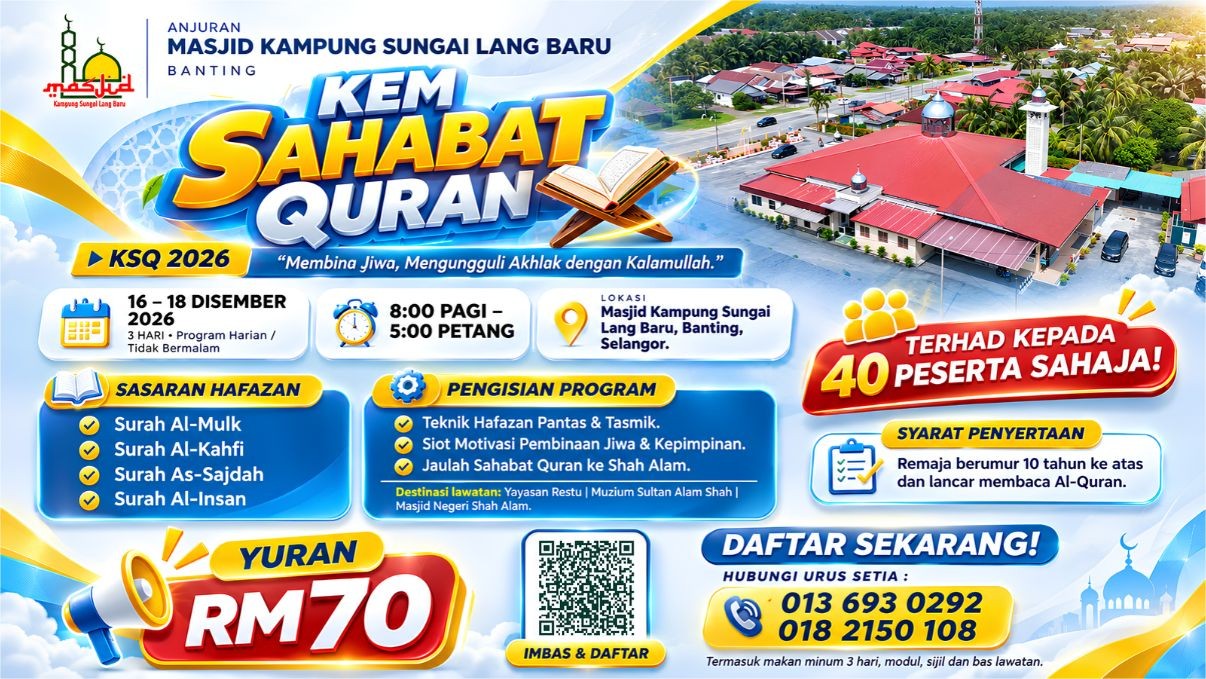 masjid
Kampung Sungai Lang Baru
ANJURAN
MASJID KAMPUNG SUNGAI LANG BARU
BANTING
KEM
SAHABAT
QURAN
KSQ 2026
“Membina Jiwa, Mengungguli Akhlak dengan Kalamullah.”
16 – 18 DISEMBER
2026
3 HARI • Program Harian /
Tidak Bermalam
8:00 PAGI –
5:00 PETANG
LOKASI
Masjid Kampung Sungai
Lang Baru, Banting,
Selangor.
TERHAD KEPADA
40 PESERTA SAHAJA!
SASARAN HAFAZAN
Surah Al-Mulk
Surah Al-Kahfi
Surah As-Sajdah
Surah Al-Insan
PENGISIAN PROGRAM
Teknik Hafazan Pantas & Tasmik.
Slot Motivasi Pembinaan Jiwa & Kepimpinan.
Jaulah Sahabat Quran ke Shah Alam.
Destinasi lawatan: Yayasan Restu | Muzium Sultan Alam Shah |
Masjid Negeri Shah Alam.
SYARAT PENYERTAAN
Remaja berumur 10 tahun ke atas
dan lancar membaca Al-Quran.
YURAN
RM70
IMBAS & DAFTAR
DAFTAR SEKARANG!
HUBUNGI URUS SETIA :
013 693 0292
018 2150 108
Termasuk makan minum 3 hari, modul, sijil dan bas lawatan.